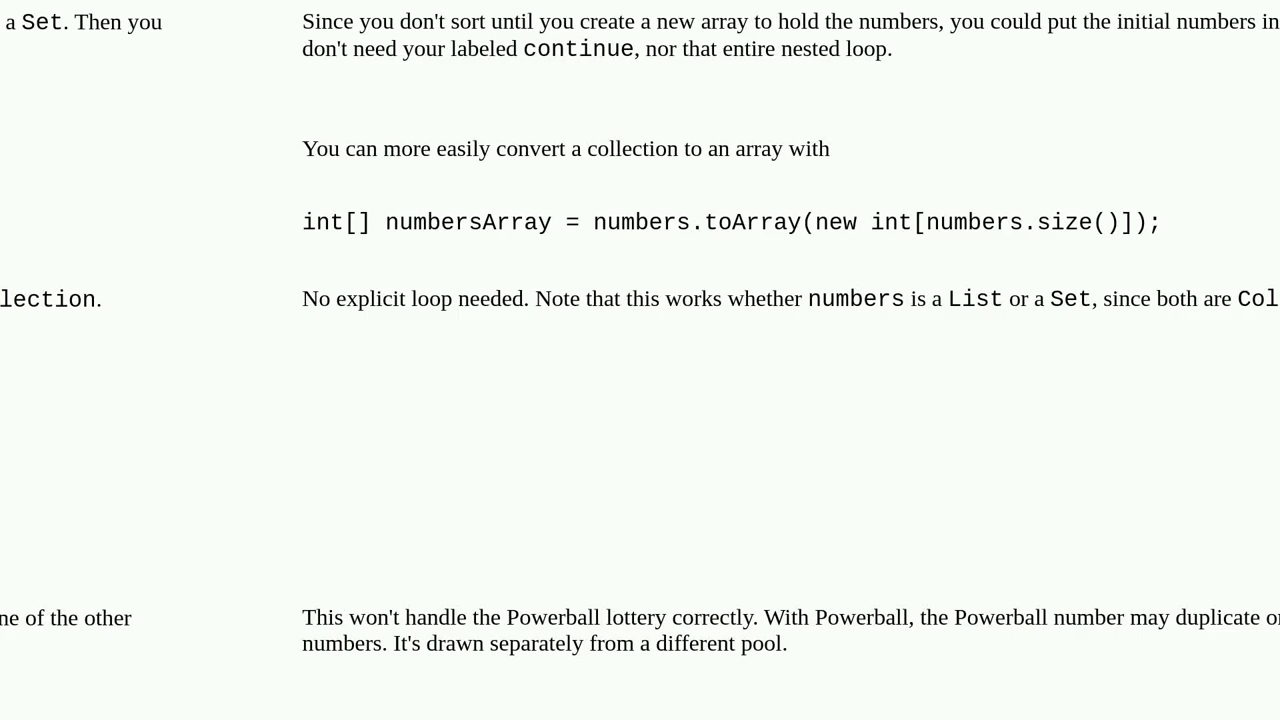 a Set. Then you
Since you don't sort until you create a new array to hold the numbers, you could put the initial numbers in
don't need your labeled continue, nor that entire nested loop.
You can more easily convert a collection to an array with
int[] numbersArray = numbers.toArray(new int[numbers.size()]);
lection.
No explicit loop needed. Note that this works whether numbers is a List or a Set, since both are Col
ne of the other
This won't handle the Powerball lottery correctly. With Powerball, the Powerball number may duplicate or
numbers. It's drawn separately from a different pool.